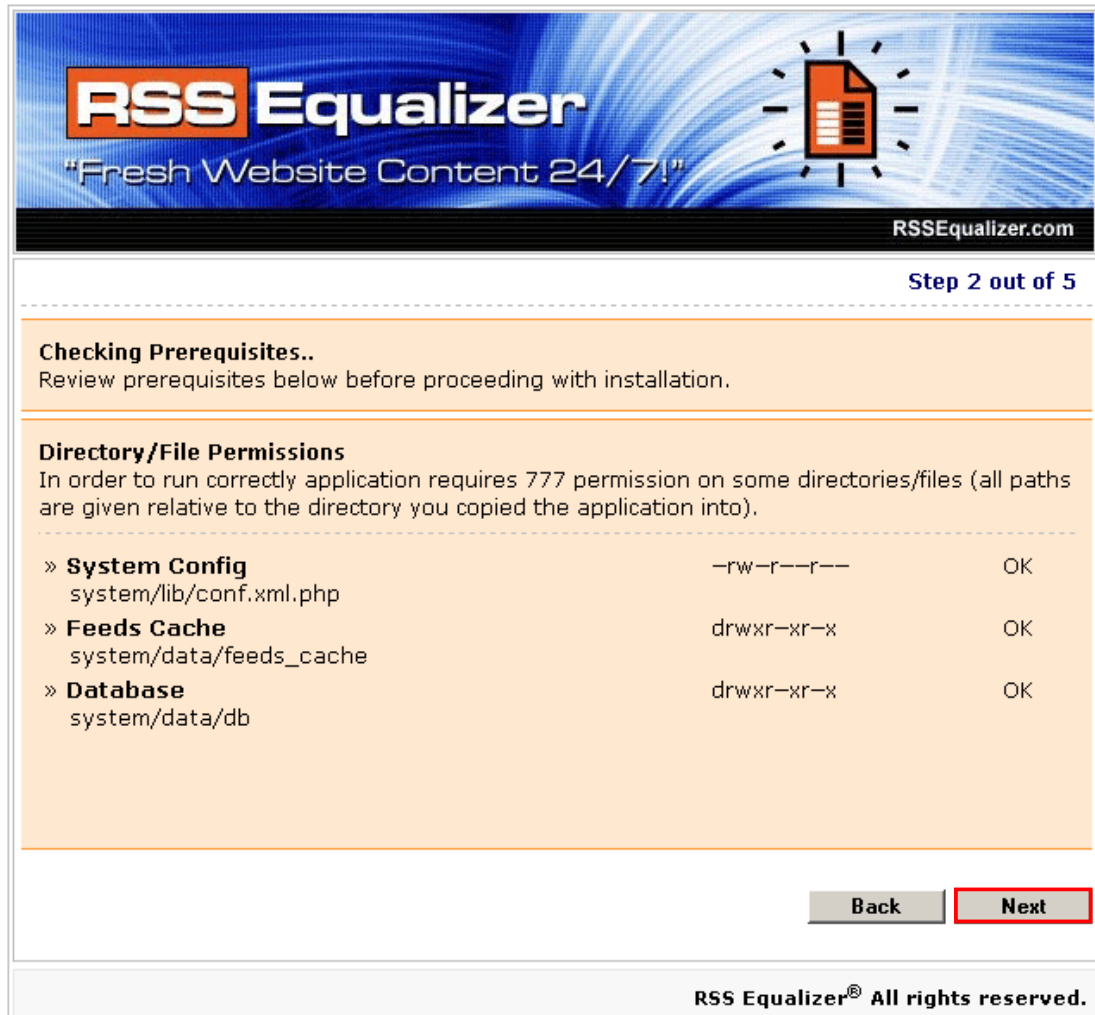 RSS Equalizer
"Fresh Website Content 24/7!"
RSSEqualizer.com
Step 2 out of 5
Checking Prerequisites..
Review prerequisites below before proceeding with installation.
Directory/File Permissions
In order to run correctly application requires 777 permission on some directories/files (all paths
are given relative to the directory you copied the application into).
» System Config −rw−r−−r−− OK
system/lib/conf.xml.php
» Feeds Cache drwxr−xr−x OK
system/data/feeds_cache
» Database drwxr−xr−x OK
system/data/db
Back Next
RSS Equalizer® All rights reserved.